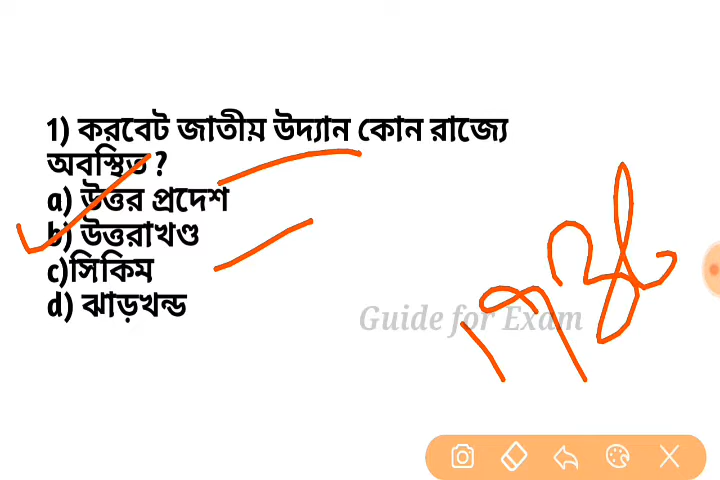 1) করবেট জাতীয় উদ্যান কোন রাজ্যে
অবস্থিত ?
a) উত্তর প্রদেশ
b) উত্তরাখণ্ড
c)সিকিম
d) ঝাড়খন্ড
Guide for Exam